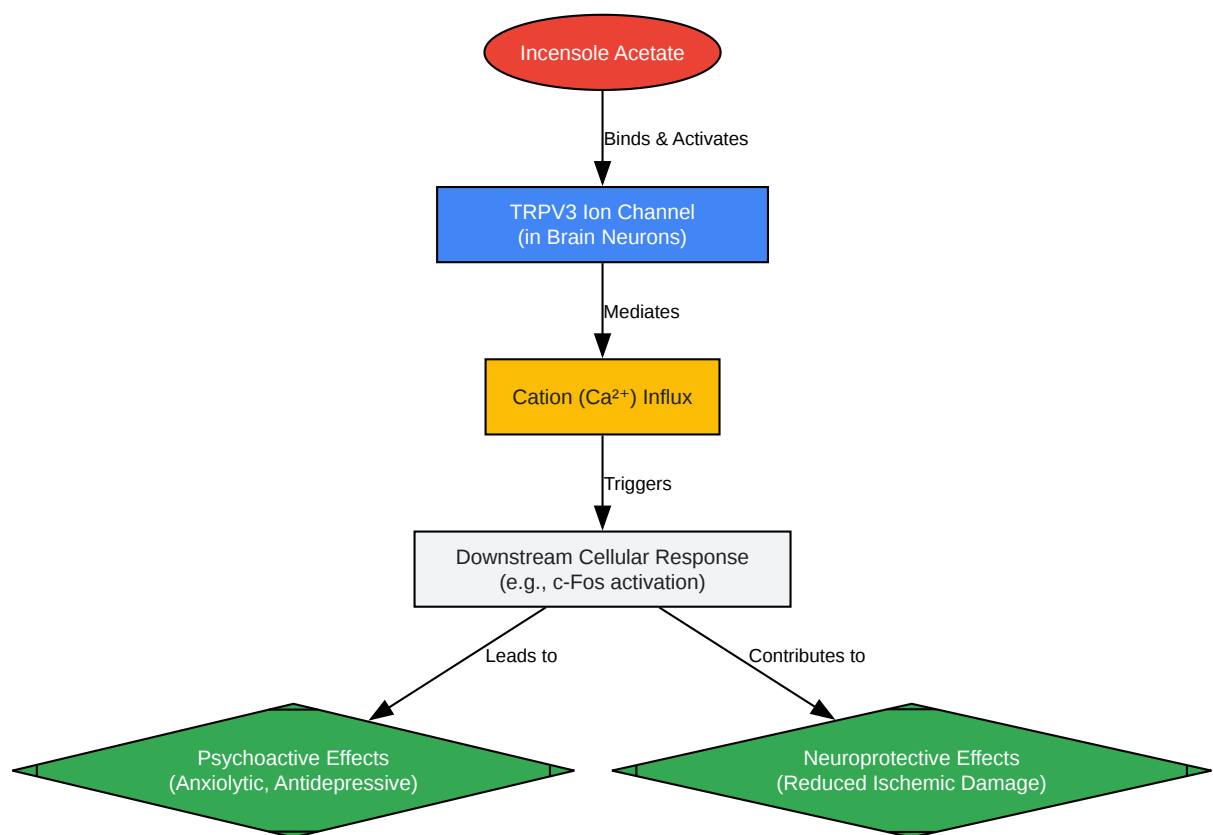 Incensole Acetate
Binds & Activates
TRPV3 Ion Channel
(in Brain Neurons)
Mediates
Cation (Ca²⁺) Influx
Triggers
Downstream Cellular Response
(e.g., c-Fos activation)
Leads to
Contributes to
Psychoactive Effects
(Anxiolytic, Antidepressive)
Neuroprotective Effects
(Reduced Ischemic Damage)